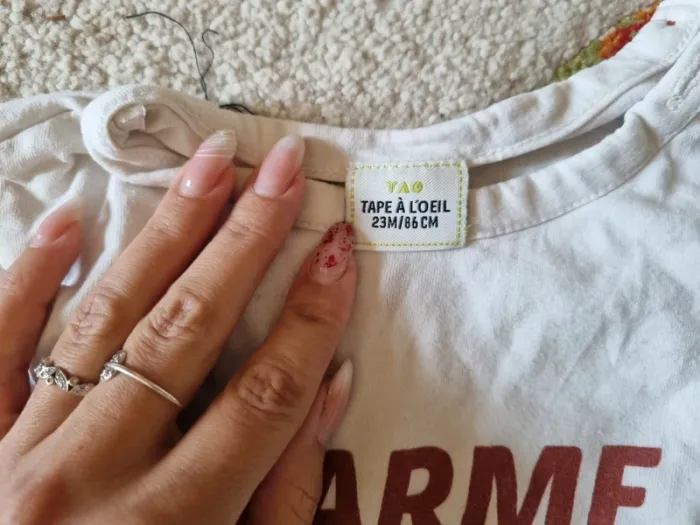 TAO
TAPE À L'OEIL
23M/86CM
ARME